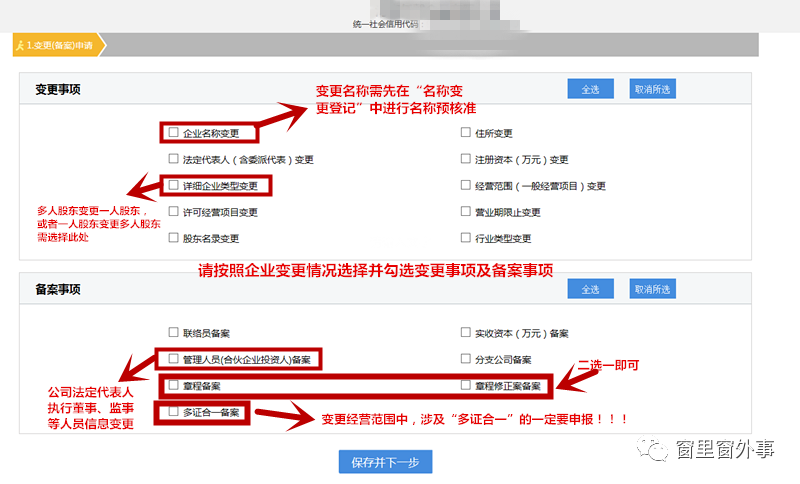 统一社会信用代码
1.变更(备案)申请
变更事项
全选
取消所选
变更名称需先在“名称变
更登记”中进行名称预核准
企业名称变更
住所变更
法定代表人（含委派代表）变更
注册资本（万元）变更
详细企业类型变更
经营范围（一般经营项目）变更
多人股东变更一人股东，
或者一人股东变更多人股东
需选择此处
许可经营项目变更
营业期限止变更
股东名录变更
行业类型变更
请按照企业变更情况选择并勾选变更事项及备案事项
备案事项
全选
取消所选
联络员备案
实收资本（万元）备案
管理人员(合伙企业投资人)备案
分支公司备案
二选一即可
章程备案
章程修正案备案
公司法定代表人
执行董事、监事
等人员信息变更
多证合一备案
变更经营范围中，涉及“多证合一”的一定要申报！！！
保存并下一步
窗里窗外事